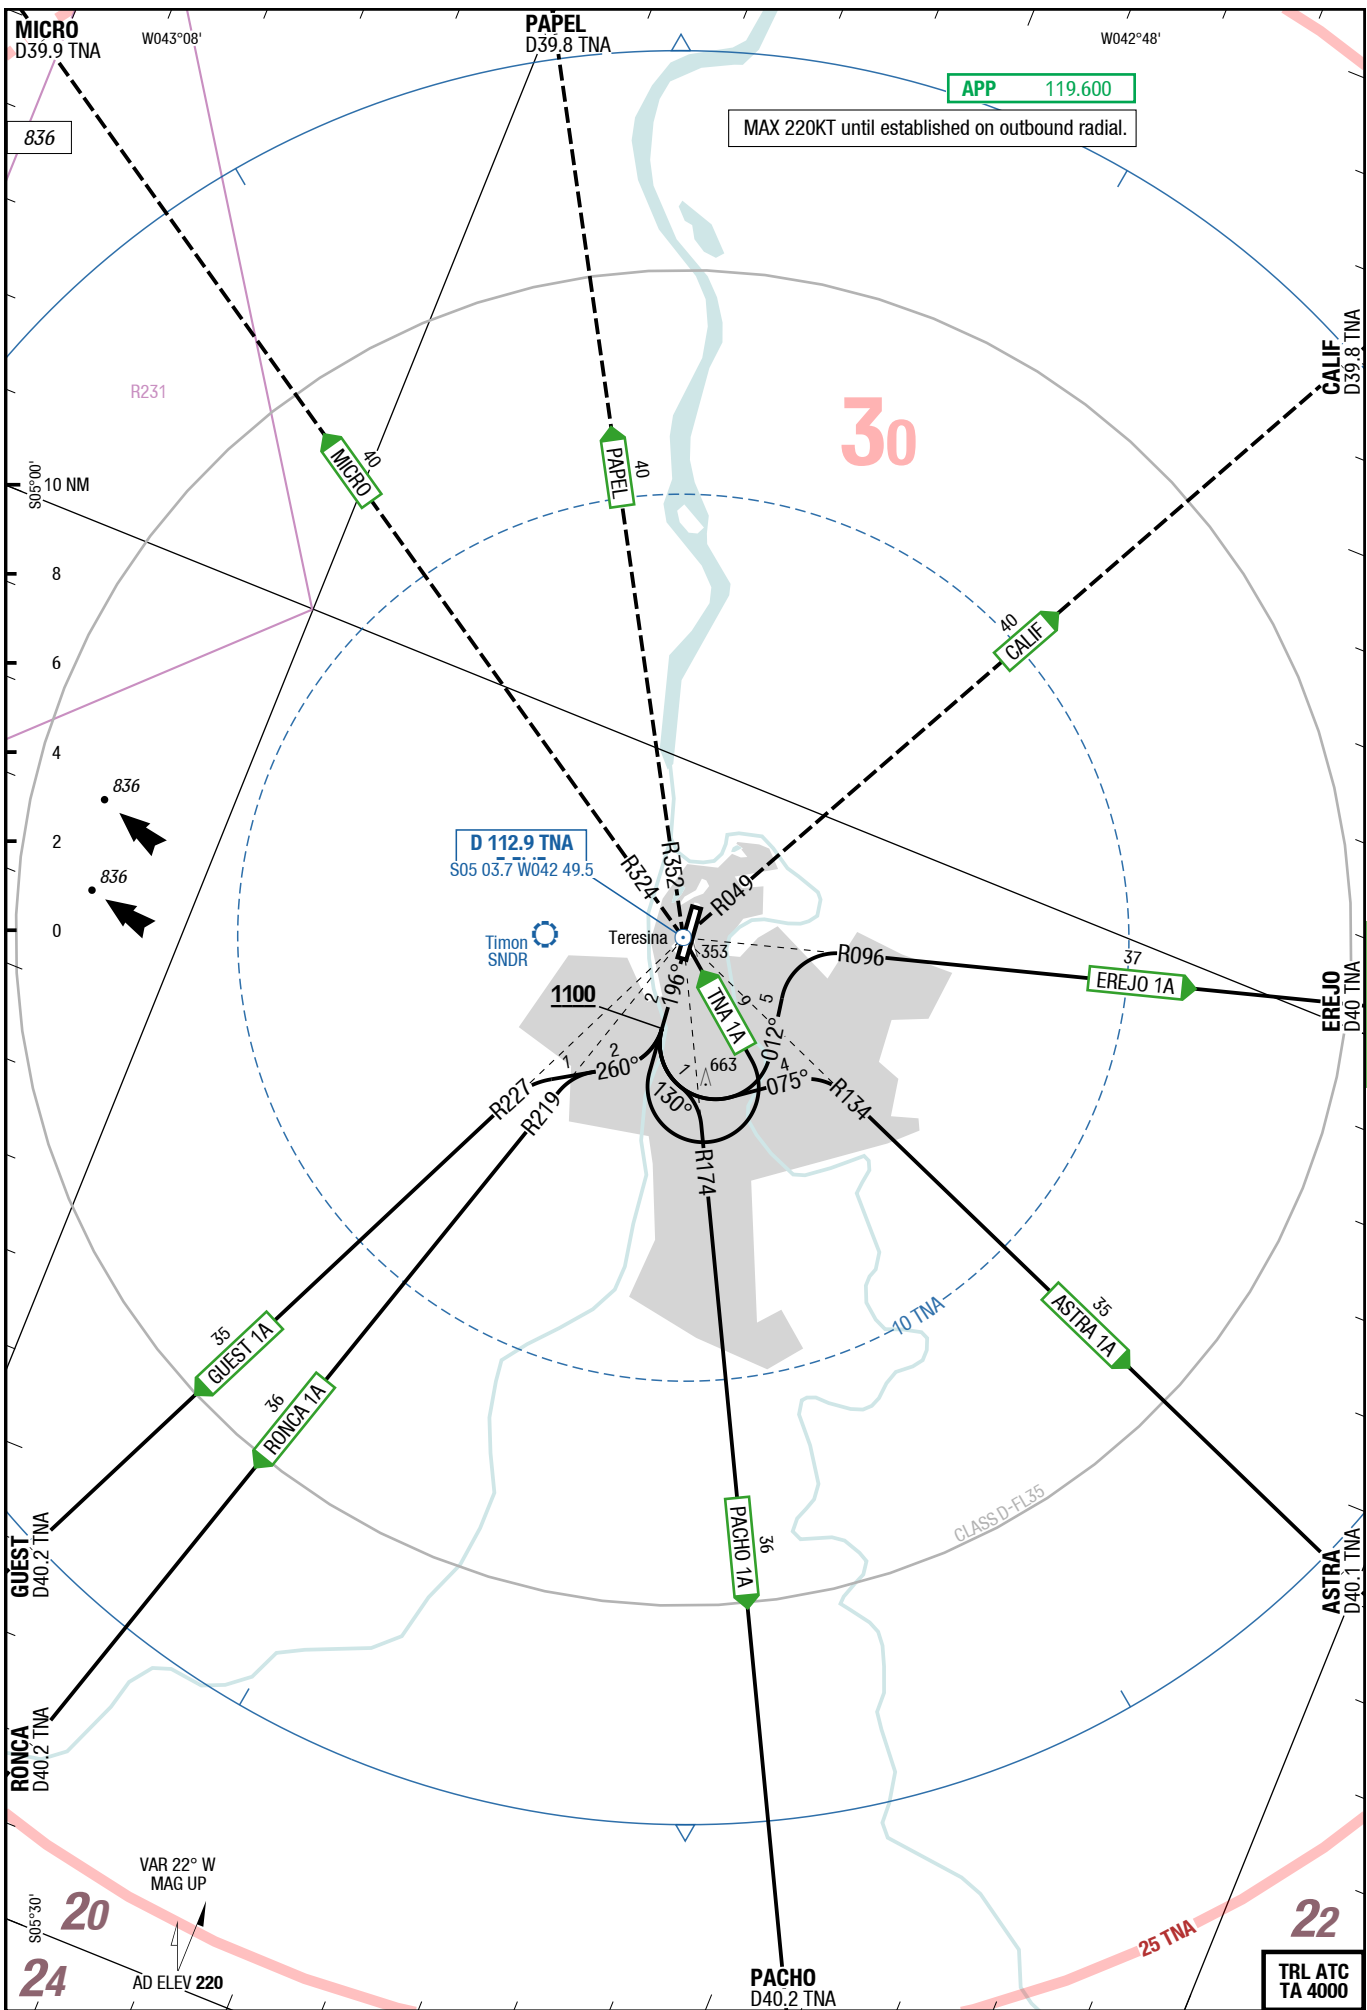 MICRO
D39.9 TNA
W043°08'
PAPEL
D39.8 TNA
W042°48'
APP 119.600
MAX 220KT until established on outbound radial.
836
CALIF
D39.8 TNA
R231
30
MICRO
40
PAPEL
40
S05°00'
10 NM
8
6
4
2
0
CALIF
40
836
836
D 112.9 TNA
S05 03.7 W042 49.5
R324
R352
R049
Timon
SNDR
Teresina
353
R096
37
EREJO 1A
EREJO
D40 TNA
1100
2
196°
TNA 1A
9
5
012°
2
260°
7
1
130°
663
4
075°
R134
R227
R219
R174
10 TNA
35
GUEST 1A
36
RONCA 1A
35
ASTRA 1A
PACHO 1A
36
CLASS D-FL35
GUEST
D40.2 TNA
ASTRA
D40.1 TNA
RONCA
D40.2 TNA
VAR 22° W
MAG UP
S05°30'
20
24
AD ELEV 220
PACHO
D40.2 TNA
25 TNA
22
TRL ATC
TA 4000